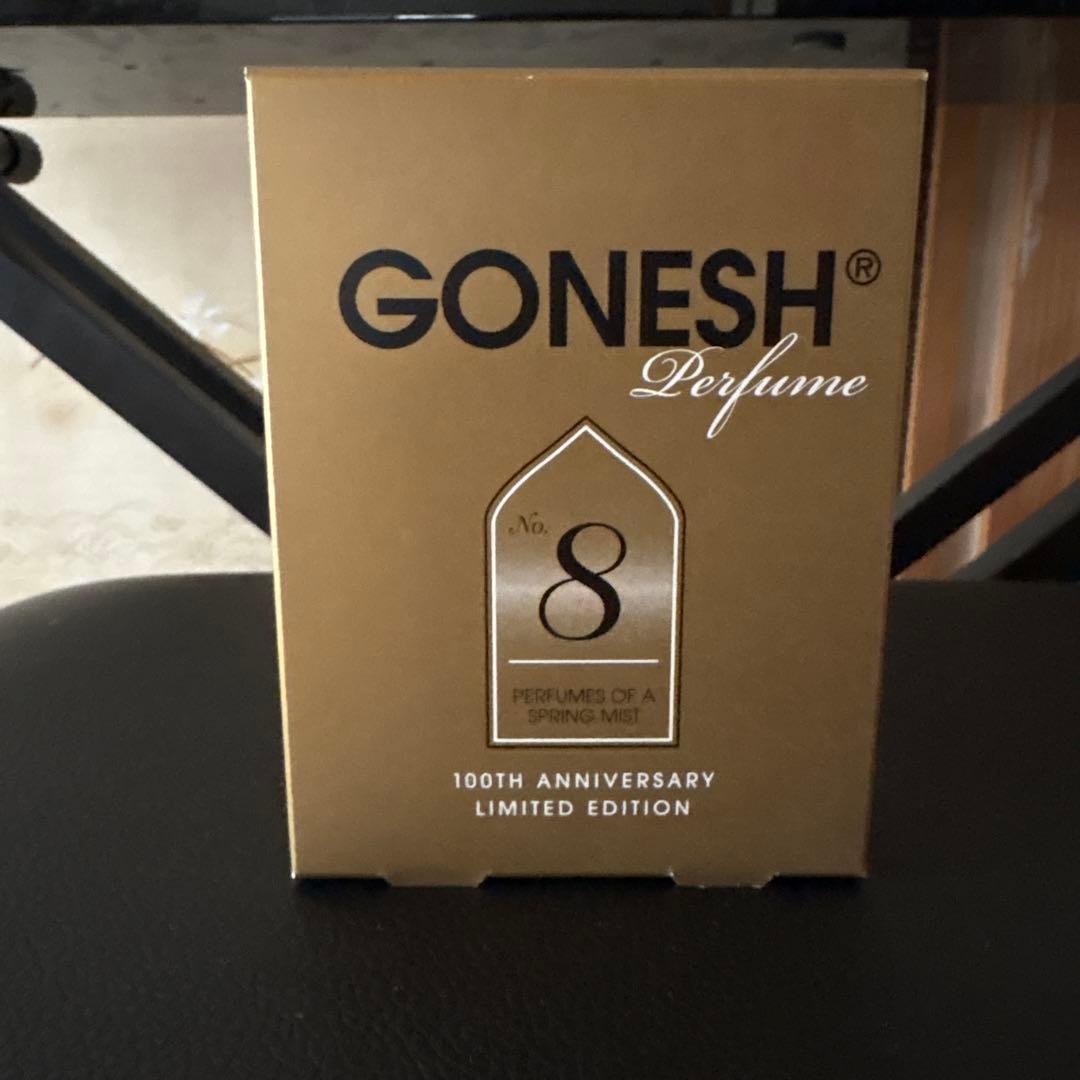 GONESH®
Perfume
No.
8
PERFUMES OF A
SPRING MIST
100TH ANNIVERSARY
LIMITED EDITION